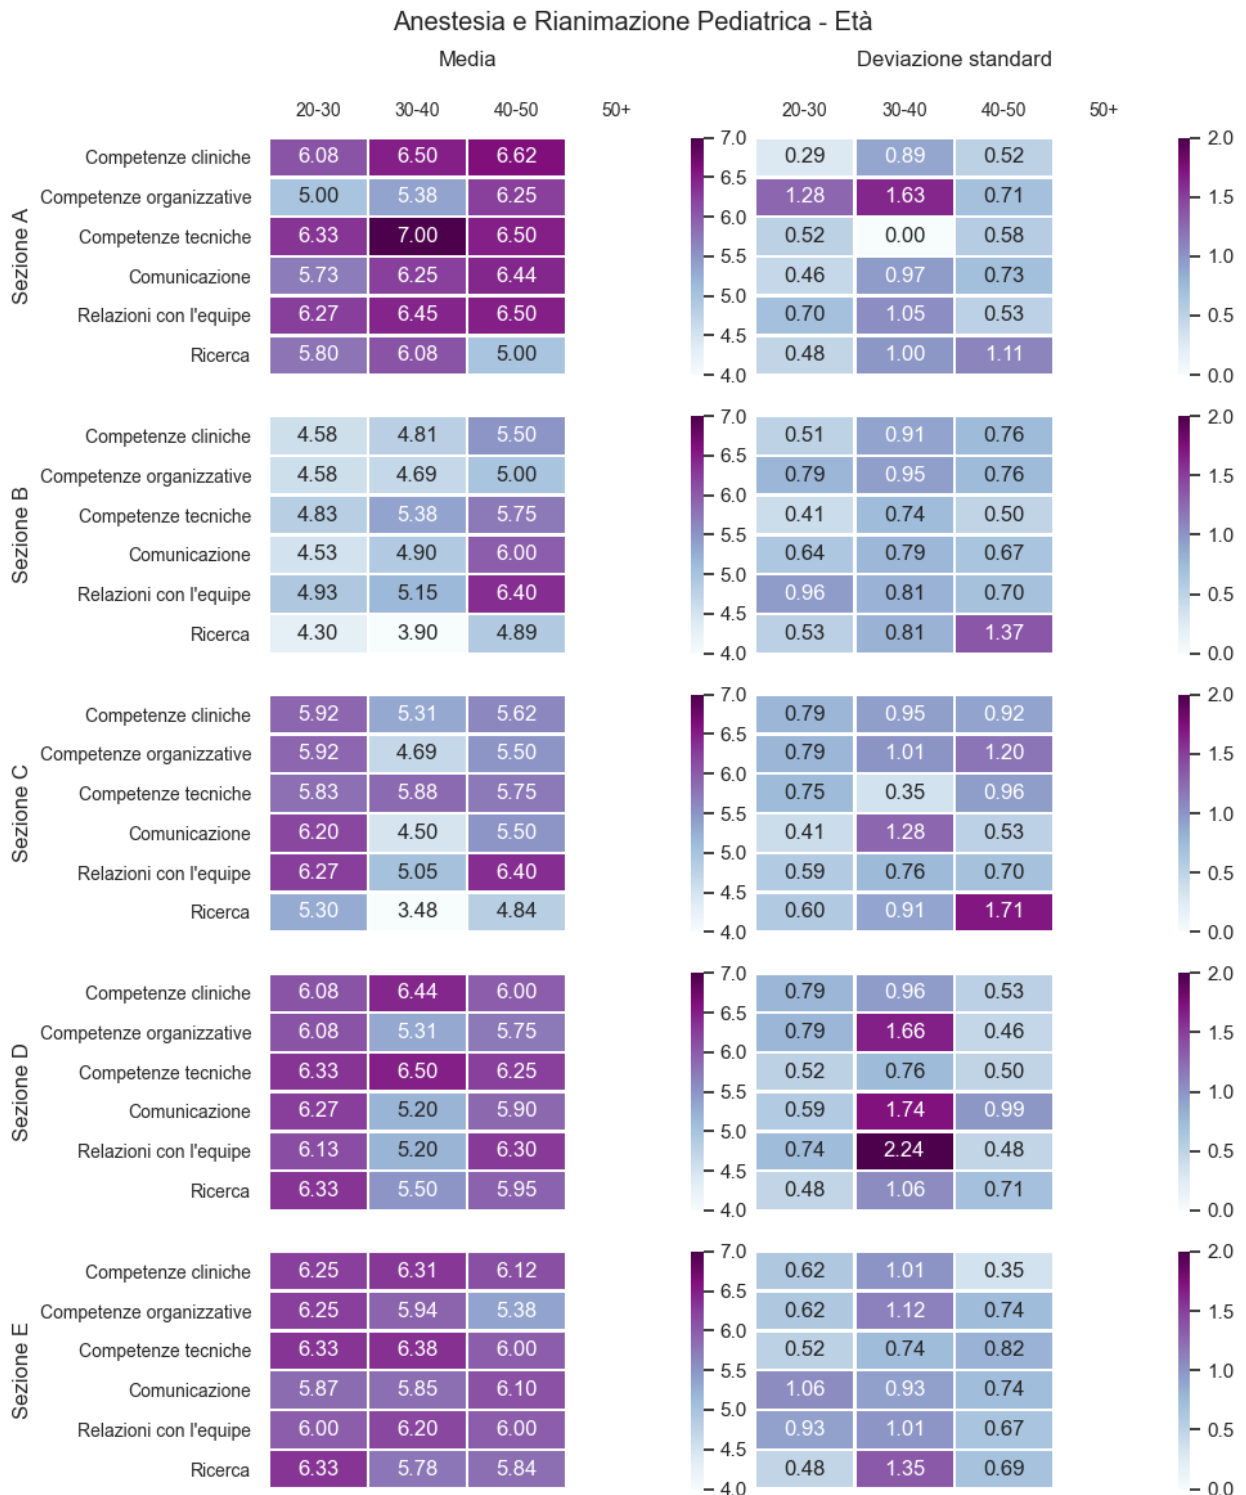 Anestesia e Rianimazione Pediatrica - Età
Media Deviazione standard
20-30 30-40 40-50 50+ 20-30 30-40 40-50 50+
Sezione A
Competenze cliniche 6.08 6.50 6.62 0.29 0.89 0.52
Competenze organizzative 5.00 5.38 6.25 1.28 1.63 0.71
Competenze tecniche 6.33 7.00 6.50 0.52 0.00 0.58
Comunicazione 5.73 6.25 6.44 0.46 0.97 0.73
Relazioni con l'equipe 6.27 6.45 6.50 0.70 1.05 0.53
Ricerca 5.80 6.08 5.00 0.48 1.00 1.11
7.0 6.5 6.0 5.5 5.0 4.5 4.0
2.0 1.5 1.0 0.5 0.0
Sezione B
Competenze cliniche 4.58 4.81 5.50 0.51 0.91 0.76
Competenze organizzative 4.58 4.69 5.00 0.79 0.95 0.76
Competenze tecniche 4.83 5.38 5.75 0.41 0.74 0.50
Comunicazione 4.53 4.90 6.00 0.64 0.79 0.67
Relazioni con l'equipe 4.93 5.15 6.40 0.96 0.81 0.70
Ricerca 4.30 3.90 4.89 0.53 0.81 1.37
7.0 6.5 6.0 5.5 5.0 4.5 4.0
2.0 1.5 1.0 0.5 0.0
Sezione C
Competenze cliniche 5.92 5.31 5.62 0.79 0.95 0.92
Competenze organizzative 5.92 4.69 5.50 0.79 1.01 1.20
Competenze tecniche 5.83 5.88 5.75 0.75 0.35 0.96
Comunicazione 6.20 4.50 5.50 0.41 1.28 0.53
Relazioni con l'equipe 6.27 5.05 6.40 0.59 0.76 0.70
Ricerca 5.30 3.48 4.84 0.60 0.91 1.71
7.0 6.5 6.0 5.5 5.0 4.5 4.0
2.0 1.5 1.0 0.5 0.0
Sezione D
Competenze cliniche 6.08 6.44 6.00 0.79 0.96 0.53
Competenze organizzative 6.08 5.31 5.75 0.79 1.66 0.46
Competenze tecniche 6.33 6.50 6.25 0.52 0.76 0.50
Comunicazione 6.27 5.20 5.90 0.59 1.74 0.99
Relazioni con l'equipe 6.13 5.20 6.30 0.74 2.24 0.48
Ricerca 6.33 5.50 5.95 0.48 1.06 0.71
7.0 6.5 6.0 5.5 5.0 4.5 4.0
2.0 1.5 1.0 0.5 0.0
Sezione E
Competenze cliniche 6.25 6.31 6.12 0.62 1.01 0.35
Competenze organizzative 6.25 5.94 5.38 0.62 1.12 0.74
Competenze tecniche 6.33 6.38 6.00 0.52 0.74 0.82
Comunicazione 5.87 5.85 6.10 1.06 0.93 0.74
Relazioni con l'equipe 6.00 6.20 6.00 0.93 1.01 0.67
Ricerca 6.33 5.78 5.84 0.48 1.35 0.69
7.0 6.5 6.0 5.5 5.0 4.5 4.0
2.0 1.5 1.0 0.5 0.0